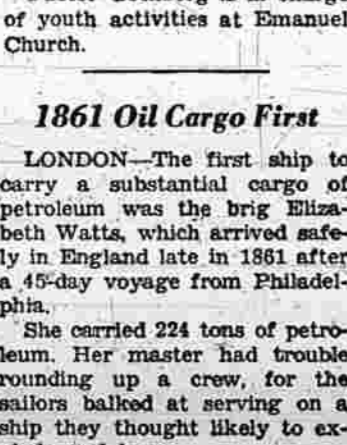 of youth activities at Emanuel
Church.
1861 Oil Cargo First
LONDON—The first ship to
carry a substantial cargo of
petroleum was the brig Eliza-
beth Watts, which arrived safe-
ly in England late in 1861 after
a 45-day voyage from Philadel-
phia.
She carried 224 tons of petro-
leum. Her master had trouble
rounding up a crew, for the
sailors balked at serving on a
ship they thought likely to ex-